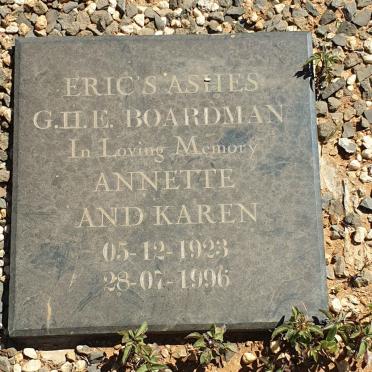 ERIC'S ASHES
G.H.E. BOARDMAN
In Loving Memory
ANNETTE
AND KAREN
05-12-1923
28-07-1996